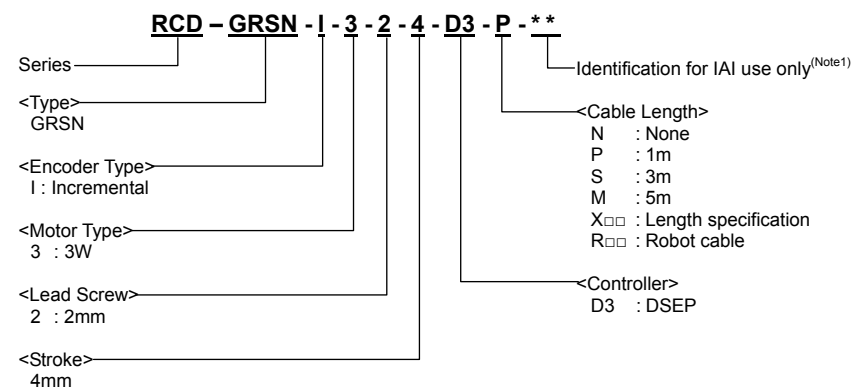 RCD – GRSN - I - 3 - 2 - 4 - D3 - P - * *
Series
<Type>
GRSN
<Encoder Type>
I : Incremental
<Motor Type>
3 : 3W
<Lead Screw>
2 : 2mm
<Stroke>
4mm
Identification for IAI use only(Note1)
<Cable Length>
N : None
P : 1m
S : 3m
M : 5m
X□□ : Length specification
R□□ : Robot cable
<Controller>
D3 : DSEP